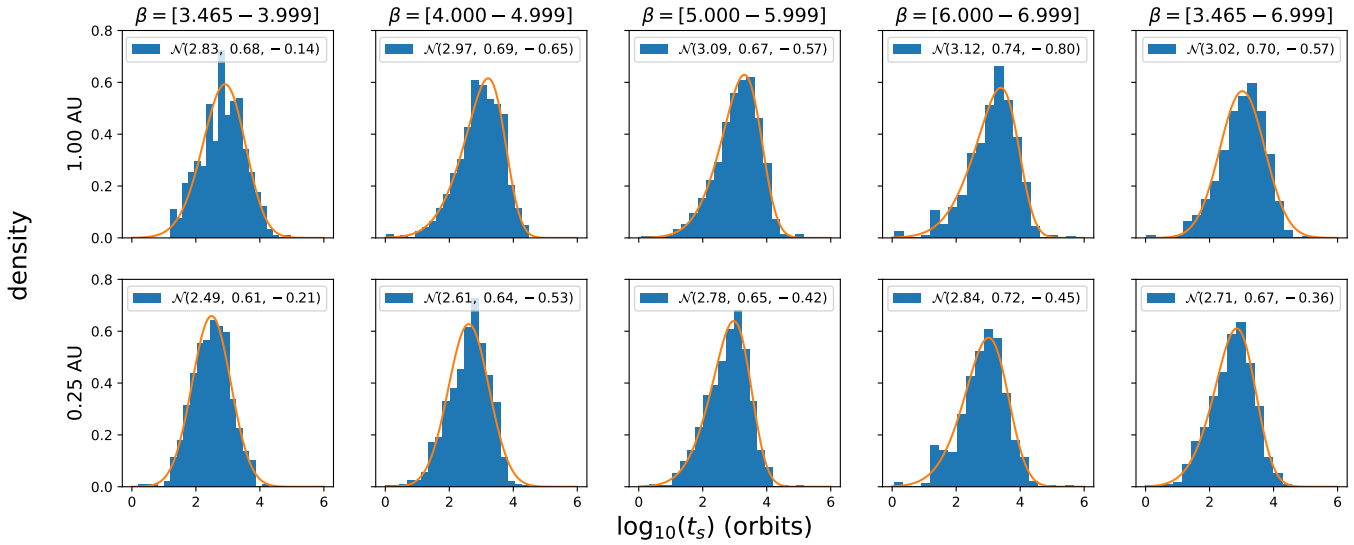 β = [3.465 − 3.999]
β = [4.000 − 4.999]
β = [5.000 − 5.999]
β = [6.000 − 6.999]
β = [3.465 − 6.999]
density
1.00 AU
0.8
0.6
0.4
0.2
0.0
𝒩(2.83, 0.68, −0.14)
𝒩(2.97, 0.69, −0.65)
𝒩(3.09, 0.67, −0.57)
𝒩(3.12, 0.74, −0.80)
𝒩(3.02, 0.70, −0.57)
0.25 AU
0.8
0.6
0.4
0.2
0.0
𝒩(2.49, 0.61, −0.21)
𝒩(2.61, 0.64, −0.53)
𝒩(2.78, 0.65, −0.42)
𝒩(2.84, 0.72, −0.45)
𝒩(2.71, 0.67, −0.36)
0 2 4 6
0 2 4 6
0 2 4 6
0 2 4 6
0 2 4 6
log₁₀(tₛ) (orbits)